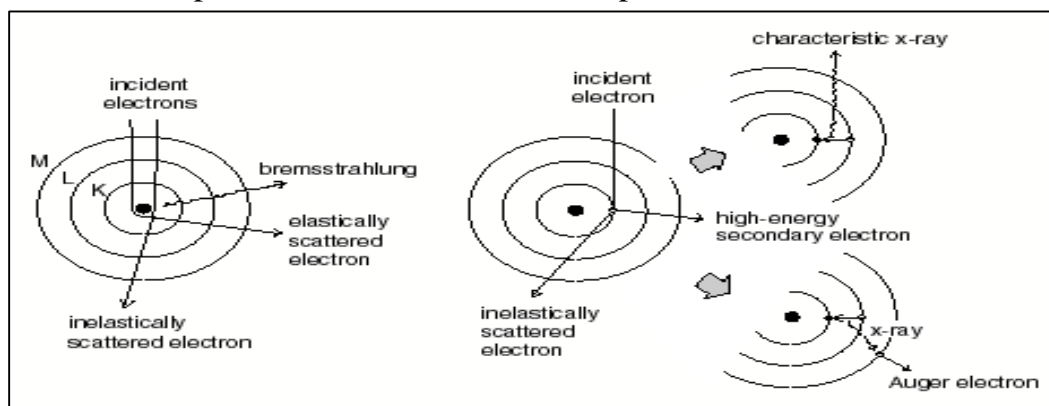 characteristic x-ray
incident
electrons
incident
electron
M
L
K
bremsstrahlung
elastically
scattered
electron
high-energy
secondary electron
inelastically
scattered electron
inelastically
scattered
electron
x-ray
Auger electron